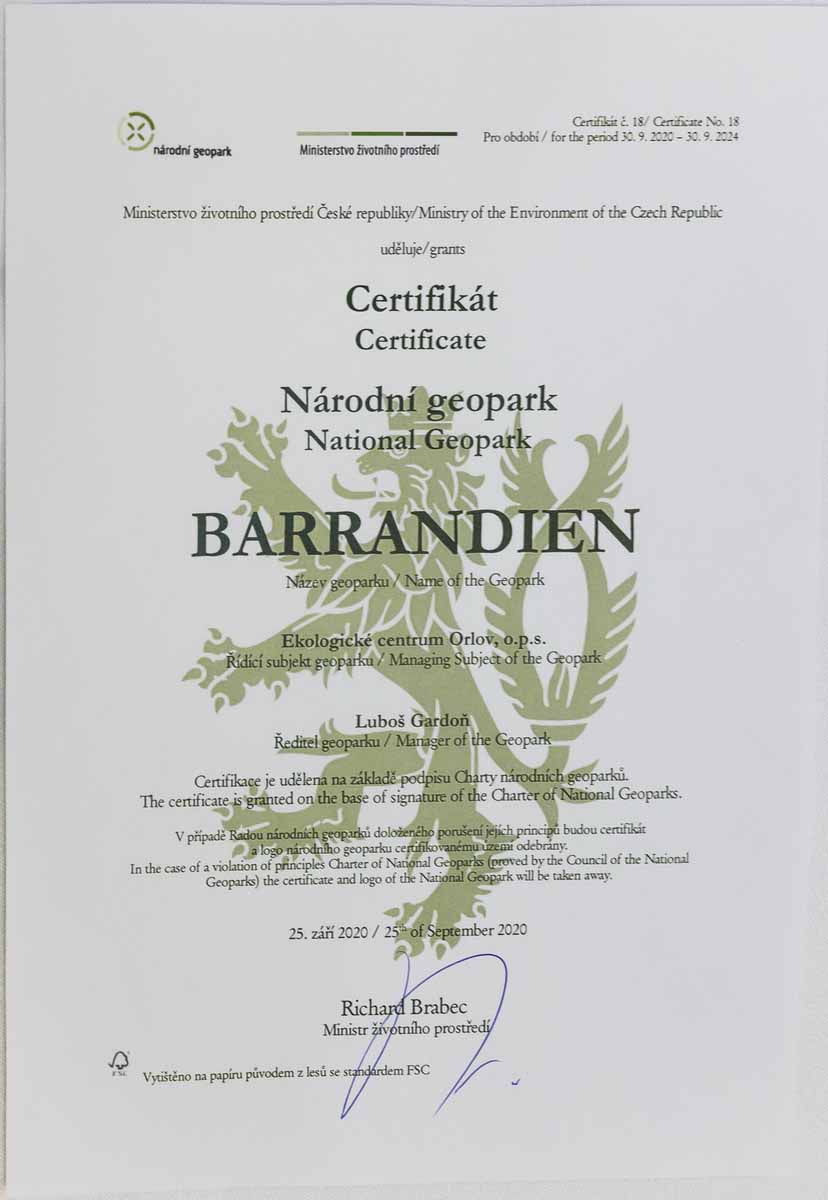 národní geopark
Ministerstvo životního prostředí
Certifikát č. 18/ Certificate No. 18
Pro období / for the period 30. 9. 2020 – 30. 9. 2024
Ministerstvo životního prostředí České republiky/Ministry of the Environment of the Czech Republic
uděluje/grants
Certifikát
Certificate
Národní geopark
National Geopark
BARRANDIEN
Název geoparku / Name of the Geopark
Ekologické centrum Orlov, o.p.s.
Řídící subjekt geoparku / Managing Subject of the Geopark
Luboš Gardoň
Ředitel geoparku / Manager of the Geopark
Certifikace je udělena na základě podpisu Charty národních geoparků.
The certificate is granted on the base of signature of the Charter of National Geoparks.
V případě Radou národních geoparků doloženého porušení jejích principů budou certifikát
a logo národního geoparku certifikovanému území odebrány.
In the case of a violation of principles Charter of National Geoparks (proved by the Council of the National
Geoparks) the certificate and logo of the National Geopark will be taken away.
25. září 2020 / 25th of September 2020
Richard Brabec
Ministr životního prostředí
FSC
Vytištěno na papíru původem z lesů se standardem FSC